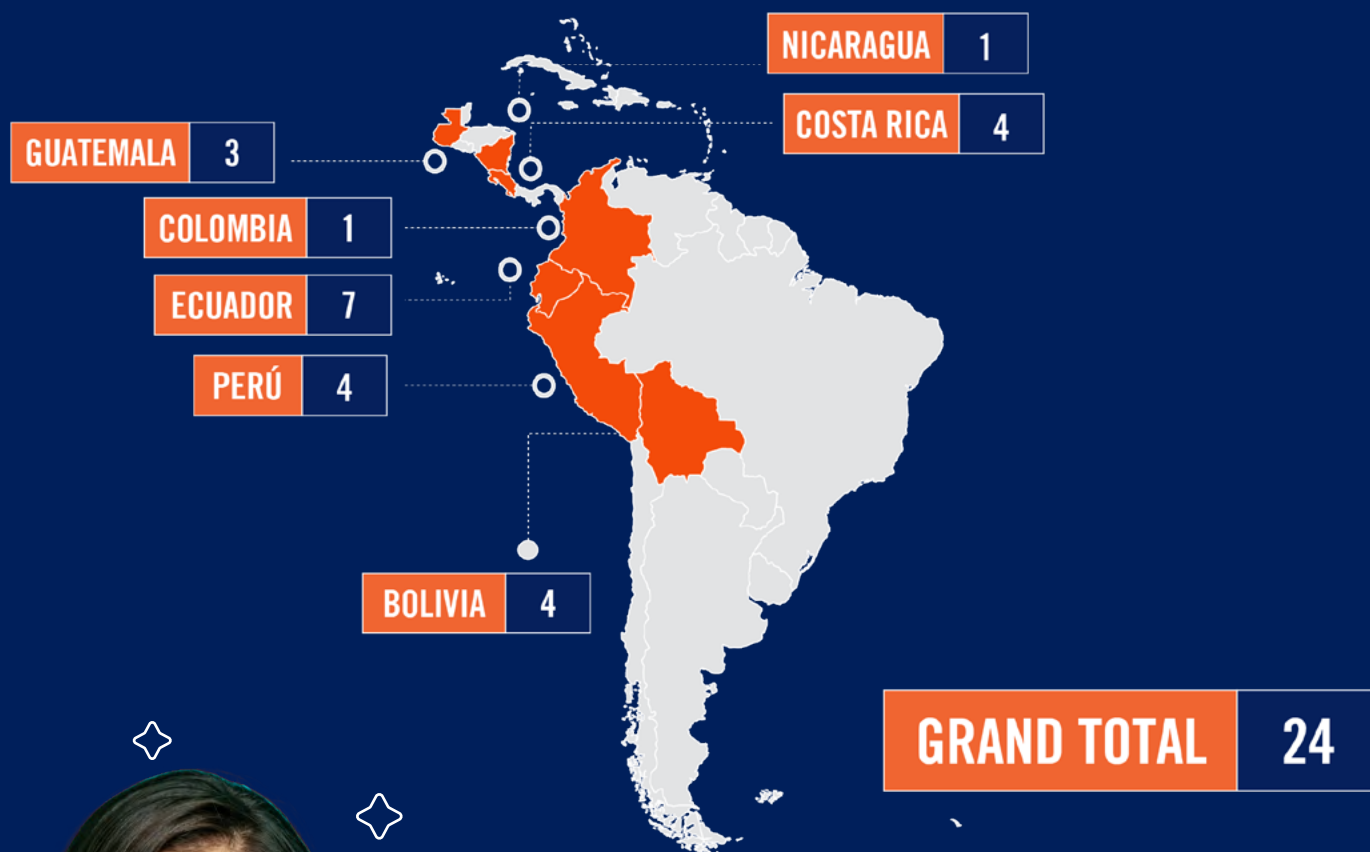 NICARAGUA 1
COSTA RICA 4
GUATEMALA 3
COLOMBIA 1
ECUADOR 7
PERÚ 4
BOLIVIA 4
GRAND TOTAL 24